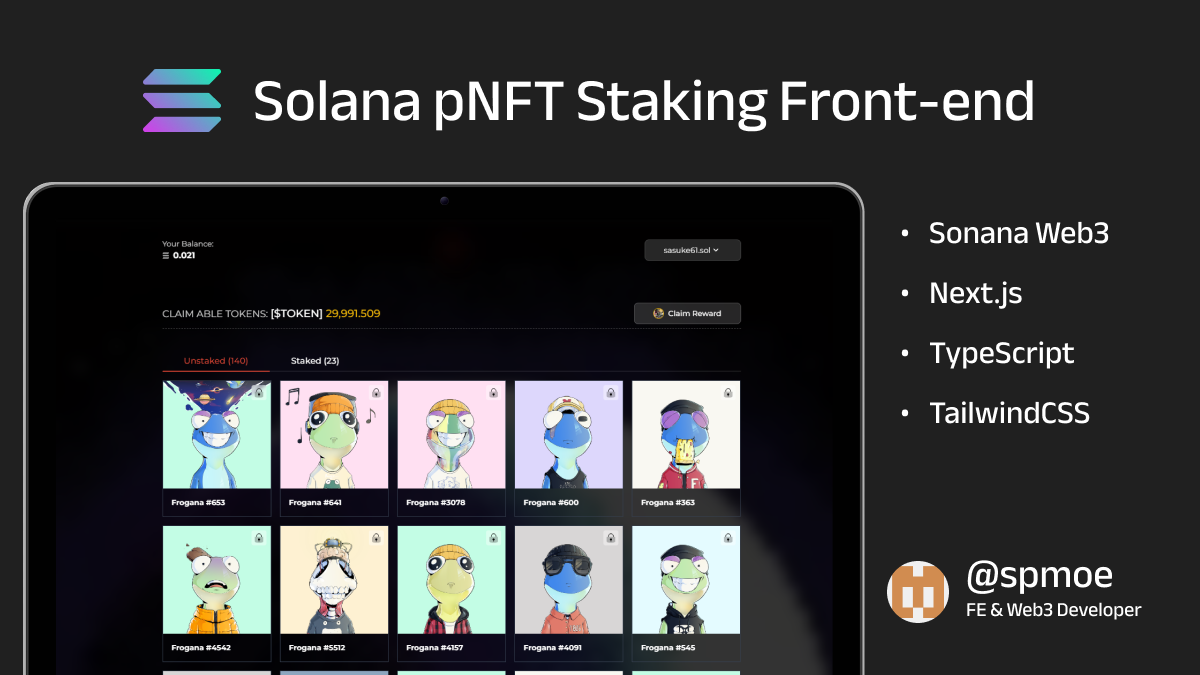 Solana pNFT Staking Front-end
Your Balance:
0.021
sasuke61.sol
CLAIM ABLE TOKENS: [$TOKEN] 29,991.509
Claim Reward
Unstaked (140)
Staked (23)
Frogana #653
Frogana #641
Frogana #3078
Frogana #600
Frogana #363
Frogana #4542
Frogana #5512
Frogana #4157
Frogana #4091
Frogana #545
• Sonana Web3
• Next.js
• TypeScript
• TailwindCSS
@spmoe
FE & Web3 Developer